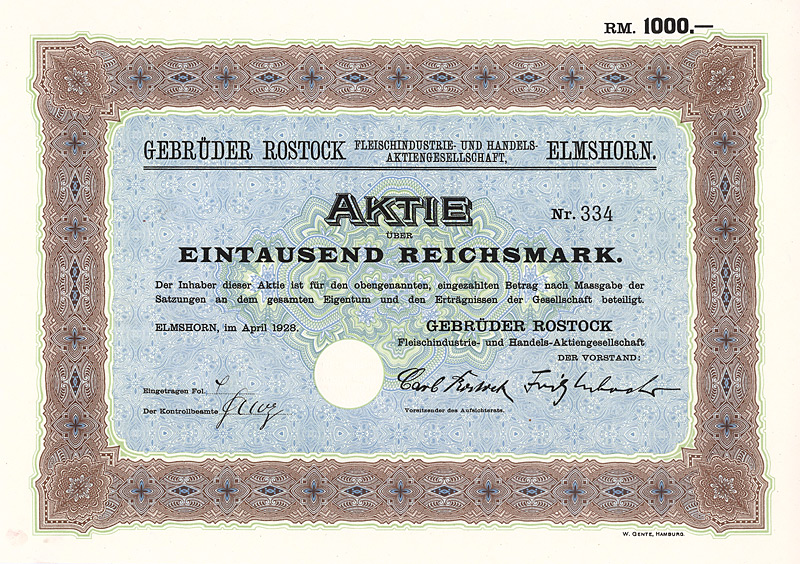 RM. 1000.—
GEBRÜDER ROSTOCK FLEISCHINDUSTRIE- UND HANDELS-AKTIENGESELLSCHAFT, ELMSHORN.
AKTIE
Nr. 334
ÜBER
EINTAUSEND REICHSMARK.
Der Inhaber dieser Aktie ist für den obengenannten, eingezahlten Betrag nach Massgabe der
Satzungen an dem gesamten Eigentum und den Erträgnissen der Gesellschaft beteiligt.
ELMSHORN, im April 1928.
GEBRÜDER ROSTOCK
Fleischindustrie- und Handels-Aktiengesellschaft
DER VORSTAND:
Eingetragen Fol. 4
Carl Rostock Fritz
Der Kontrollbeamte
Vorsitzender des Aufsichtsrats.
W. GENTE, HAMBURG.